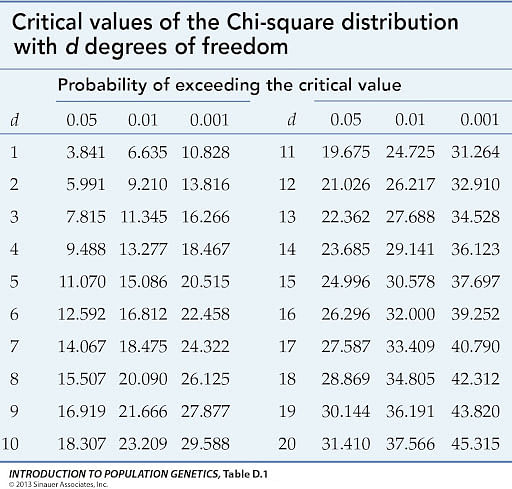 Critical values of the Chi-square distribution
with d degrees of freedom
Probability of exceeding the critical value
d 0.05 0.01 0.001 d 0.05 0.01 0.001
1 3.841 6.635 10.828 11 19.675 24.725 31.264
2 5.991 9.210 13.816 12 21.026 26.217 32.910
3 7.815 11.345 16.266 13 22.362 27.688 34.528
4 9.488 13.277 18.467 14 23.685 29.141 36.123
5 11.070 15.086 20.515 15 24.996 30.578 37.697
6 12.592 16.812 22.458 16 26.296 32.000 39.252
7 14.067 18.475 24.322 17 27.587 33.409 40.790
8 15.507 20.090 26.125 18 28.869 34.805 42.312
9 16.919 21.666 27.877 19 30.144 36.191 43.820
10 18.307 23.209 29.588 20 31.410 37.566 45.315
INTRODUCTION TO POPULATION GENETICS, Table D.1
© 2013 Sinauer Associates, Inc.